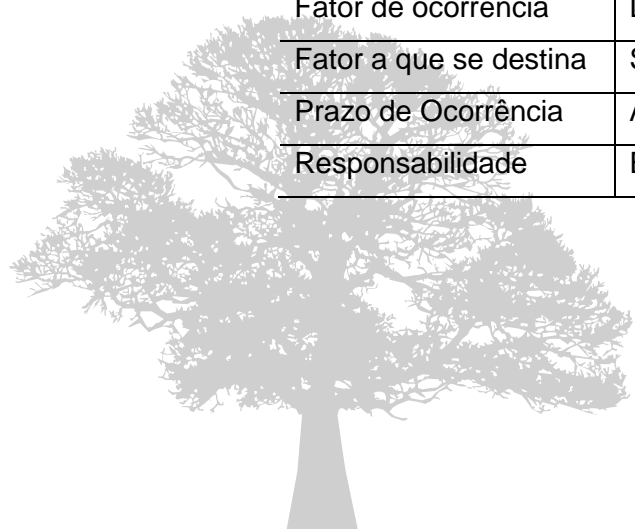 Fator de ocorrência
Fator a que se destina
Prazo de Ocorrência
Responsabilidade